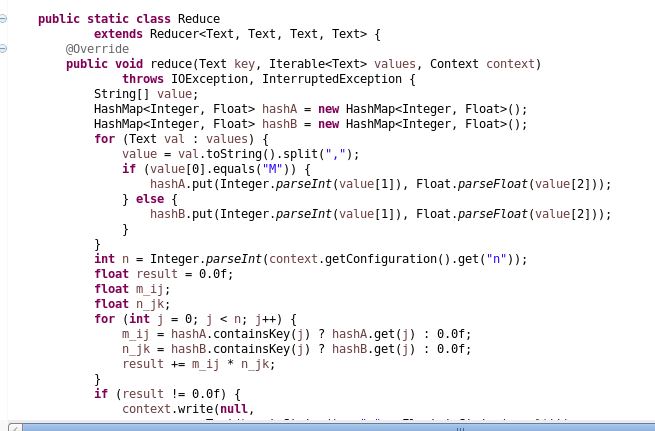 public static class Reduce
extends Reducer<Text, Text, Text, Text> {
@Override
public void reduce(Text key, Iterable<Text> values, Context context)
throws IOException, InterruptedException {
String[] value;
HashMap<Integer, Float> hashA = new HashMap<Integer, Float>();
HashMap<Integer, Float> hashB = new HashMap<Integer, Float>();
for (Text val : values) {
value = val.toString().split(",");
if (value[0].equals("M")) {
hashA.put(Integer.parseInt(value[1]), Float.parseFloat(value[2]));
} else {
hashB.put(Integer.parseInt(value[1]), Float.parseFloat(value[2]));
}
}
int n = Integer.parseInt(context.getConfiguration().get("n"));
float result = 0.0f;
float m_ij;
float n_jk;
for (int j = 0; j < n; j++) {
m_ij = hashA.containsKey(j) ? hashA.get(j) : 0.0f;
n_jk = hashB.containsKey(j) ? hashB.get(j) : 0.0f;
result += m_ij * n_jk;
}
if (result != 0.0f) {
context.write(null,